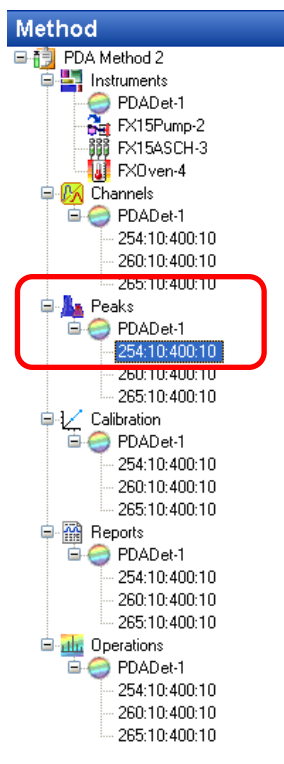 Method
PDA Method 2
Instruments
PDADet-1
FX15Pump-2
FX15ASCH-3
FXOven-4
Channels
PDADet-1
254:10:400:10
260:10:400:10
265:10:400:10
Peaks
PDADet-1
254:10:400:10
260:10:400:10
265:10:400:10
Calibration
PDADet-1
254:10:400:10
260:10:400:10
265:10:400:10
Reports
PDADet-1
254:10:400:10
260:10:400:10
265:10:400:10
Operations
PDADet-1
254:10:400:10
260:10:400:10
265:10:400:10